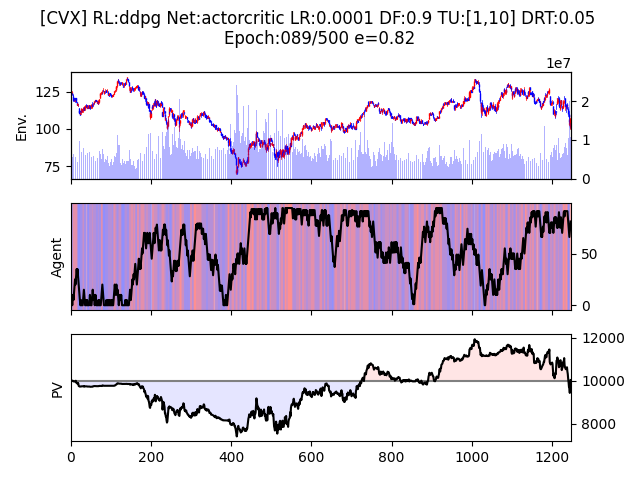 [CVX] RL:ddpg Net:actorcritic LR:0.0001 DF:0.9 TU:[1,10] DRT:0.05
Epoch:089/500 e=0.82
1e7
Env.
125
100
75
2
1
0
Agent
50
0
PV
12000
10000
8000
0 200 400 600 800 1000 1200